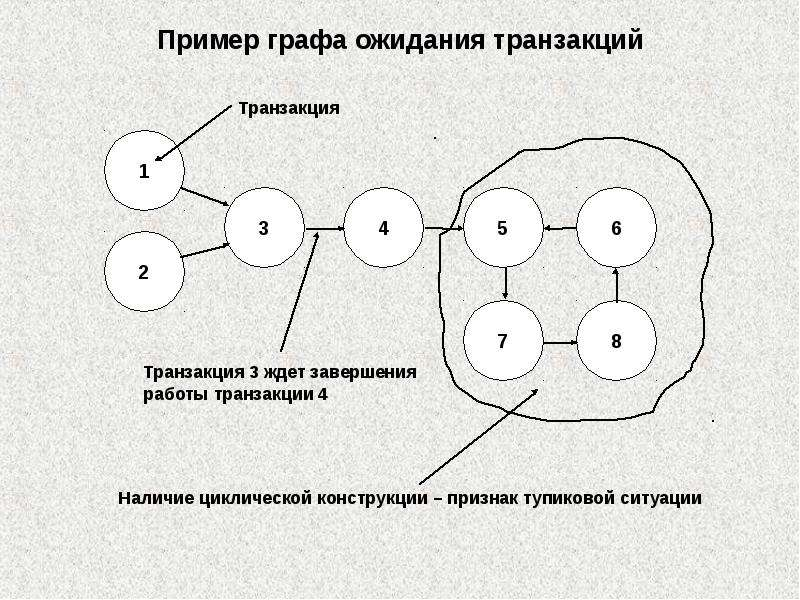 Пример графа ожидания транзакций
Транзакция
1
2
3
4
5
6
7
8
Транзакция 3 ждет завершения
работы транзакции 4
Наличие циклической конструкции – признак тупиковой ситуации